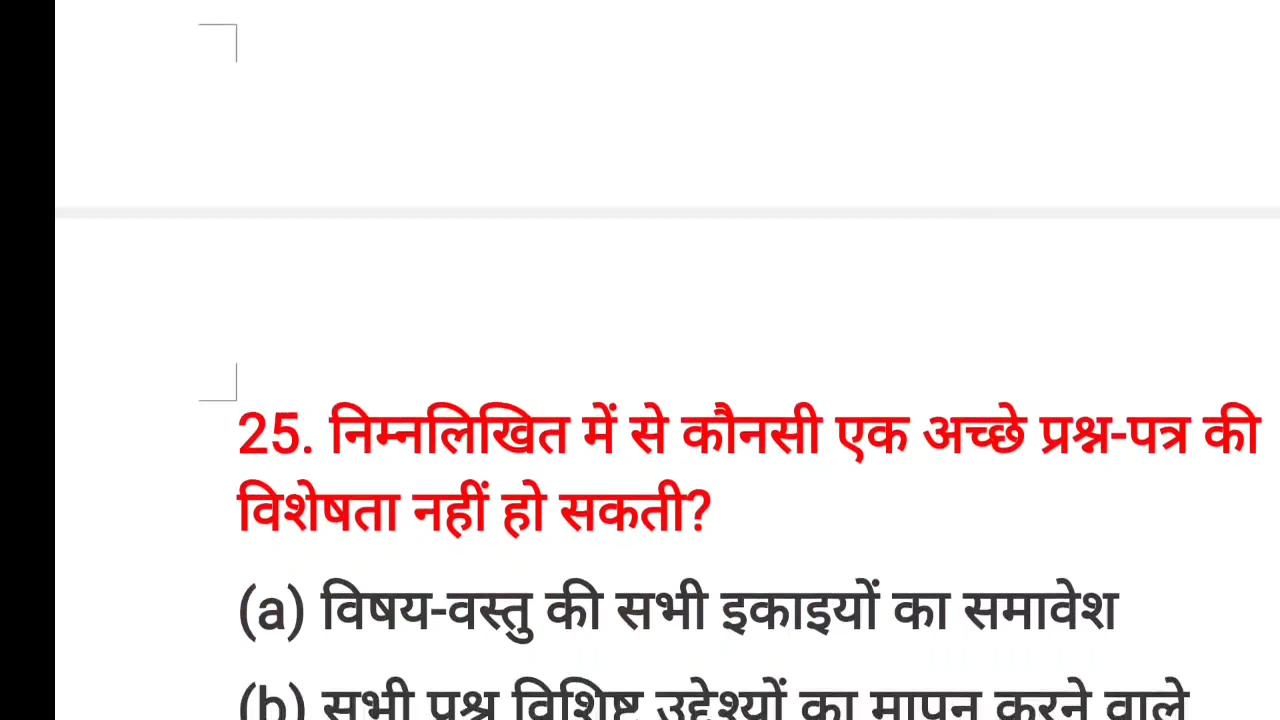 25. निम्नलिखित में से कौनसी एक अच्छे प्रश्न-पत्र की
विशेषता नहीं हो सकती?
(a) विषय-वस्तु की सभी इकाइयों का समावेश
(b) सभी प्रश्न विशिष्ट उद्देश्यों का मापन करने वाले